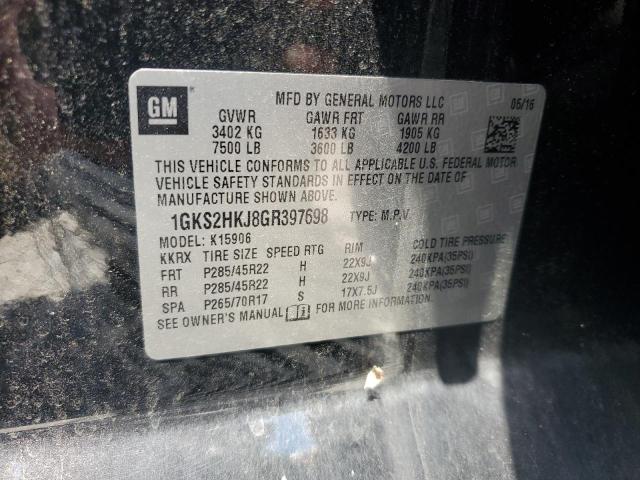 GM
MFD BY GENERAL MOTORS LLC 05/16
GVWR GAWR FRT GAWR RR
3402 KG 1633 KG 1905 KG
7500 LB 3600 LB 4200 LB
THIS VEHICLE CONFORMS TO ALL APPLICABLE U.S. FEDERAL MOTOR
VEHICLE SAFETY STANDARDS IN EFFECT ON THE DATE OF
MANUFACTURE SHOWN ABOVE.
1GKS2HKJ8GR397698 TYPE: M.P.V.
MODEL: K15906
KKRX TIRE SIZE SPEED RTG RIM COLD TIRE PRESSURE
FRT P285/45R22 H 22X9J 240KPA(35PSI)
RR P285/45R22 H 22X9J 240KPA(35PSI)
SPA P265/70R17 S 17X7.5J 240KPA(35PSI)
SEE OWNER'S MANUAL FOR MORE INFORMATION.